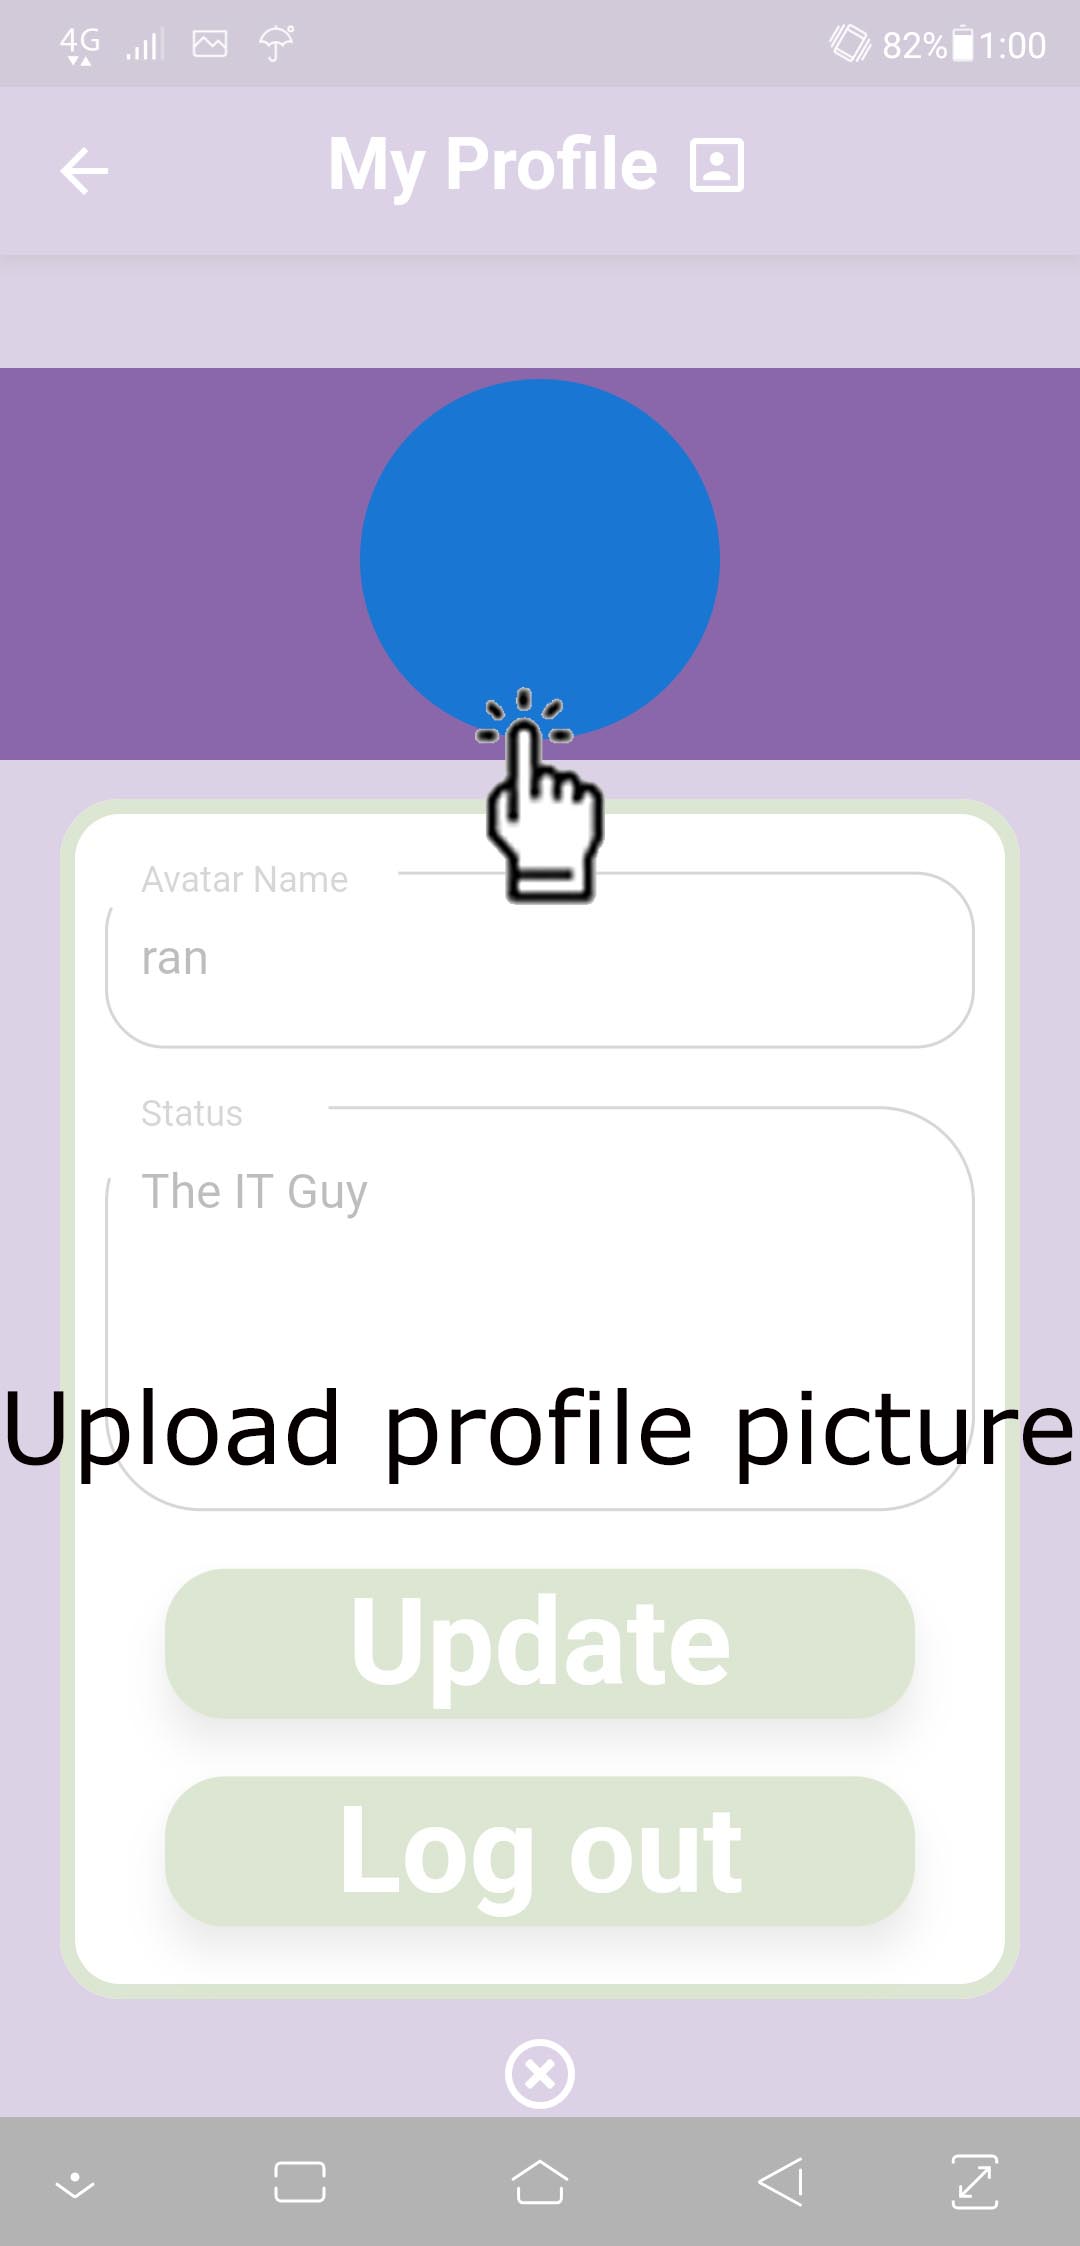 4G 82% 1:00
My Profile
Avatar Name
ran
Status
The IT Guy
Upload profile picture
Update
Log out